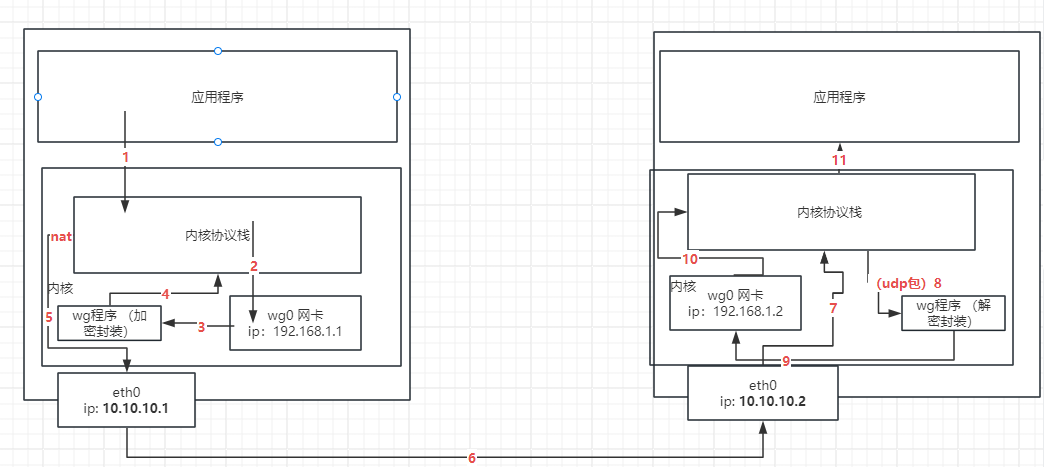 应用程序
1
nat
内核协议栈
2
内核
4
5
wg程序 （加
密封装）
3
wg0 网卡
ip：192.168.1.1
eth0
ip: 10.10.10.1
6
应用程序
11
内核协议栈
10
内核
wg0 网卡
ip：192.168.1.2
7
（udp包）8
wg程序 （解
密封装）
9
eth0
ip: 10.10.10.2